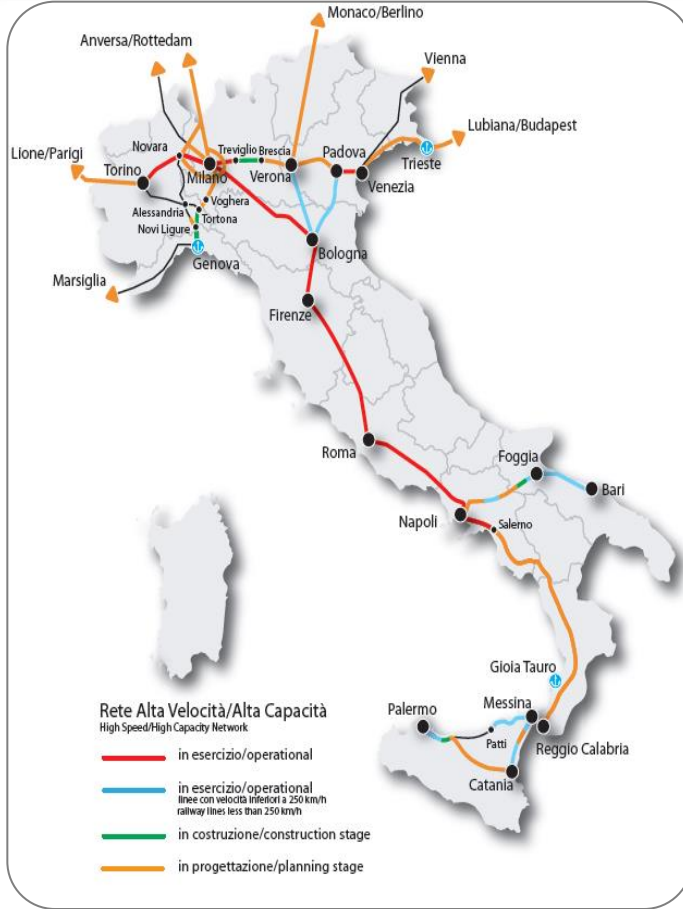 Monaco/Berlino
Anversa/Rottedam
Vienna
Lubiana/Budapest
Novara
Treviglio
Brescia
Padova
Lione/Parigi
Torino
Milano
Verona
Venezia
Trieste
Alessandria
Voghera
Tortona
Novi Ligure
Bologna
Genova
Marsiglia
Firenze
Roma
Foggia
Bari
Napoli
Salerno
Gioia Tauro
Palermo
Messina
Patti
Reggio Calabria
Catania
Rete Alta Velocità/Alta Capacità
High Speed/High Capacity Network
in esercizio/operational
in esercizio/operational
linee con velocità inferiori a 250 km/h
railway lines less than 250 km/h
in costruzione/construction stage
in progettazione/planning stage